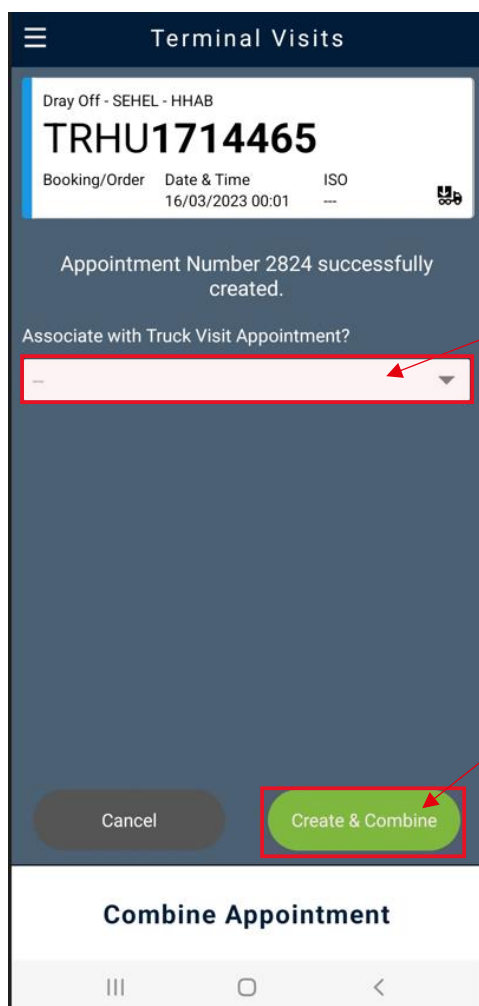 Terminal Visits
Dray Off - SEHEL - HHAB
TRHU1714465
Booking/Order Date & Time ISO
16/03/2023 00:01 ---
Appointment Number 2824 successfully
created.
Associate with Truck Visit Appointment?
--
Cancel Create & Combine
Combine Appointment